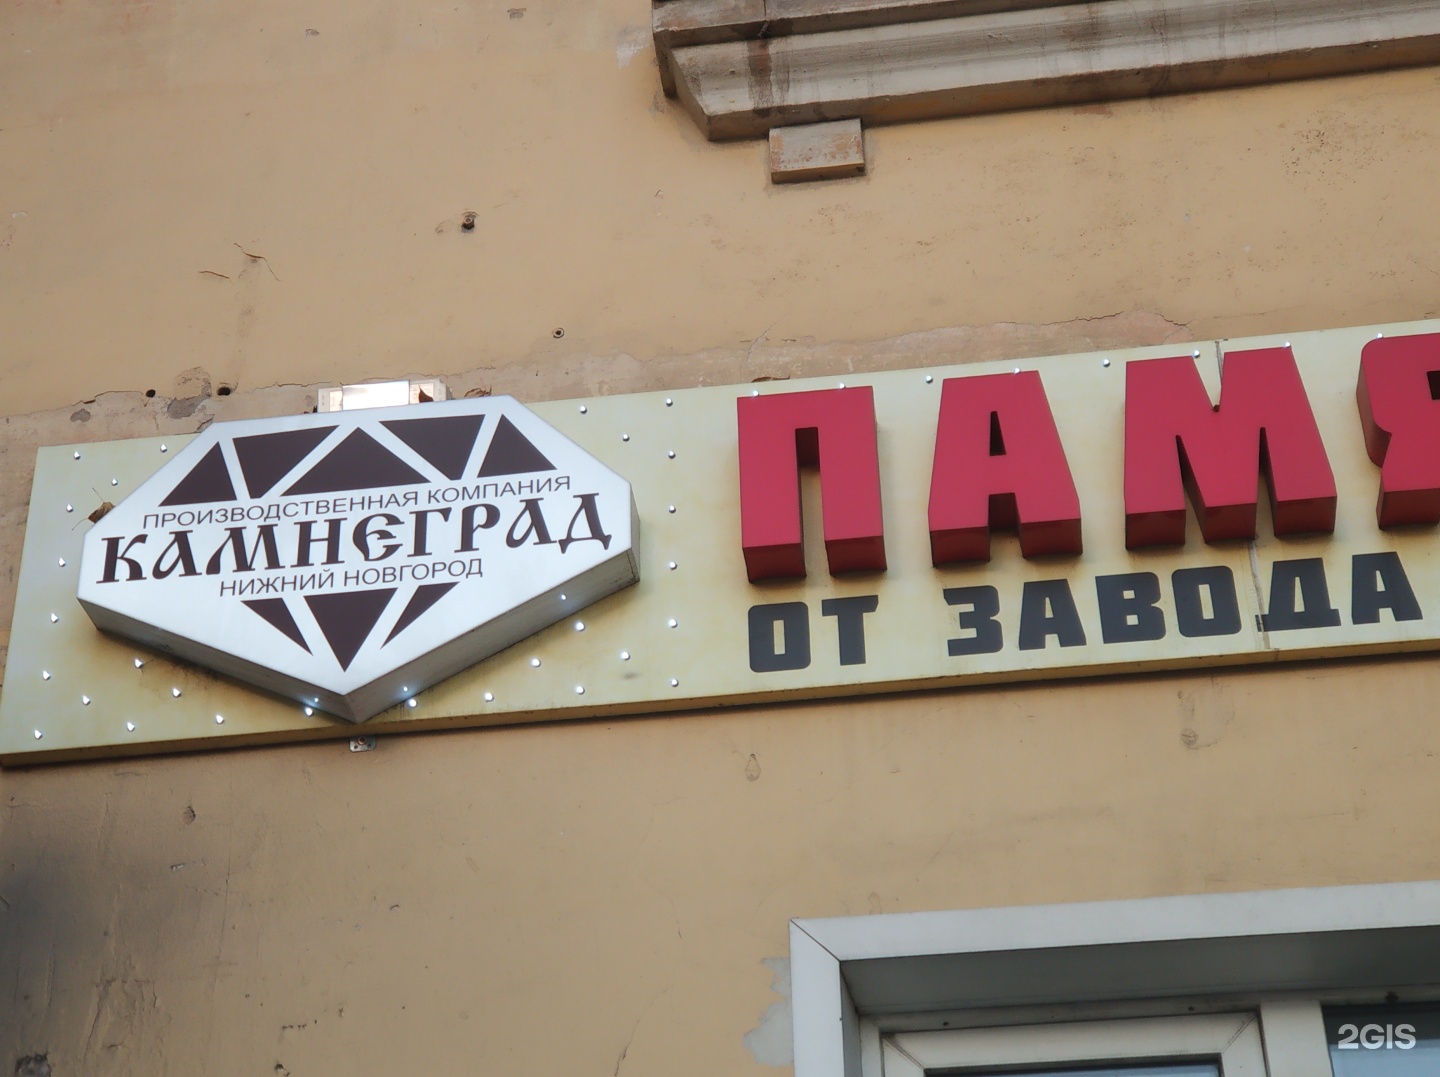 ПРОИЗВОДСТВЕННАЯ КОМПАНИЯ
КАМНЕГРАД
НИЖНИЙ НОВГОРОД
ПАМЯ
ОТ ЗАВОДА
2GIS